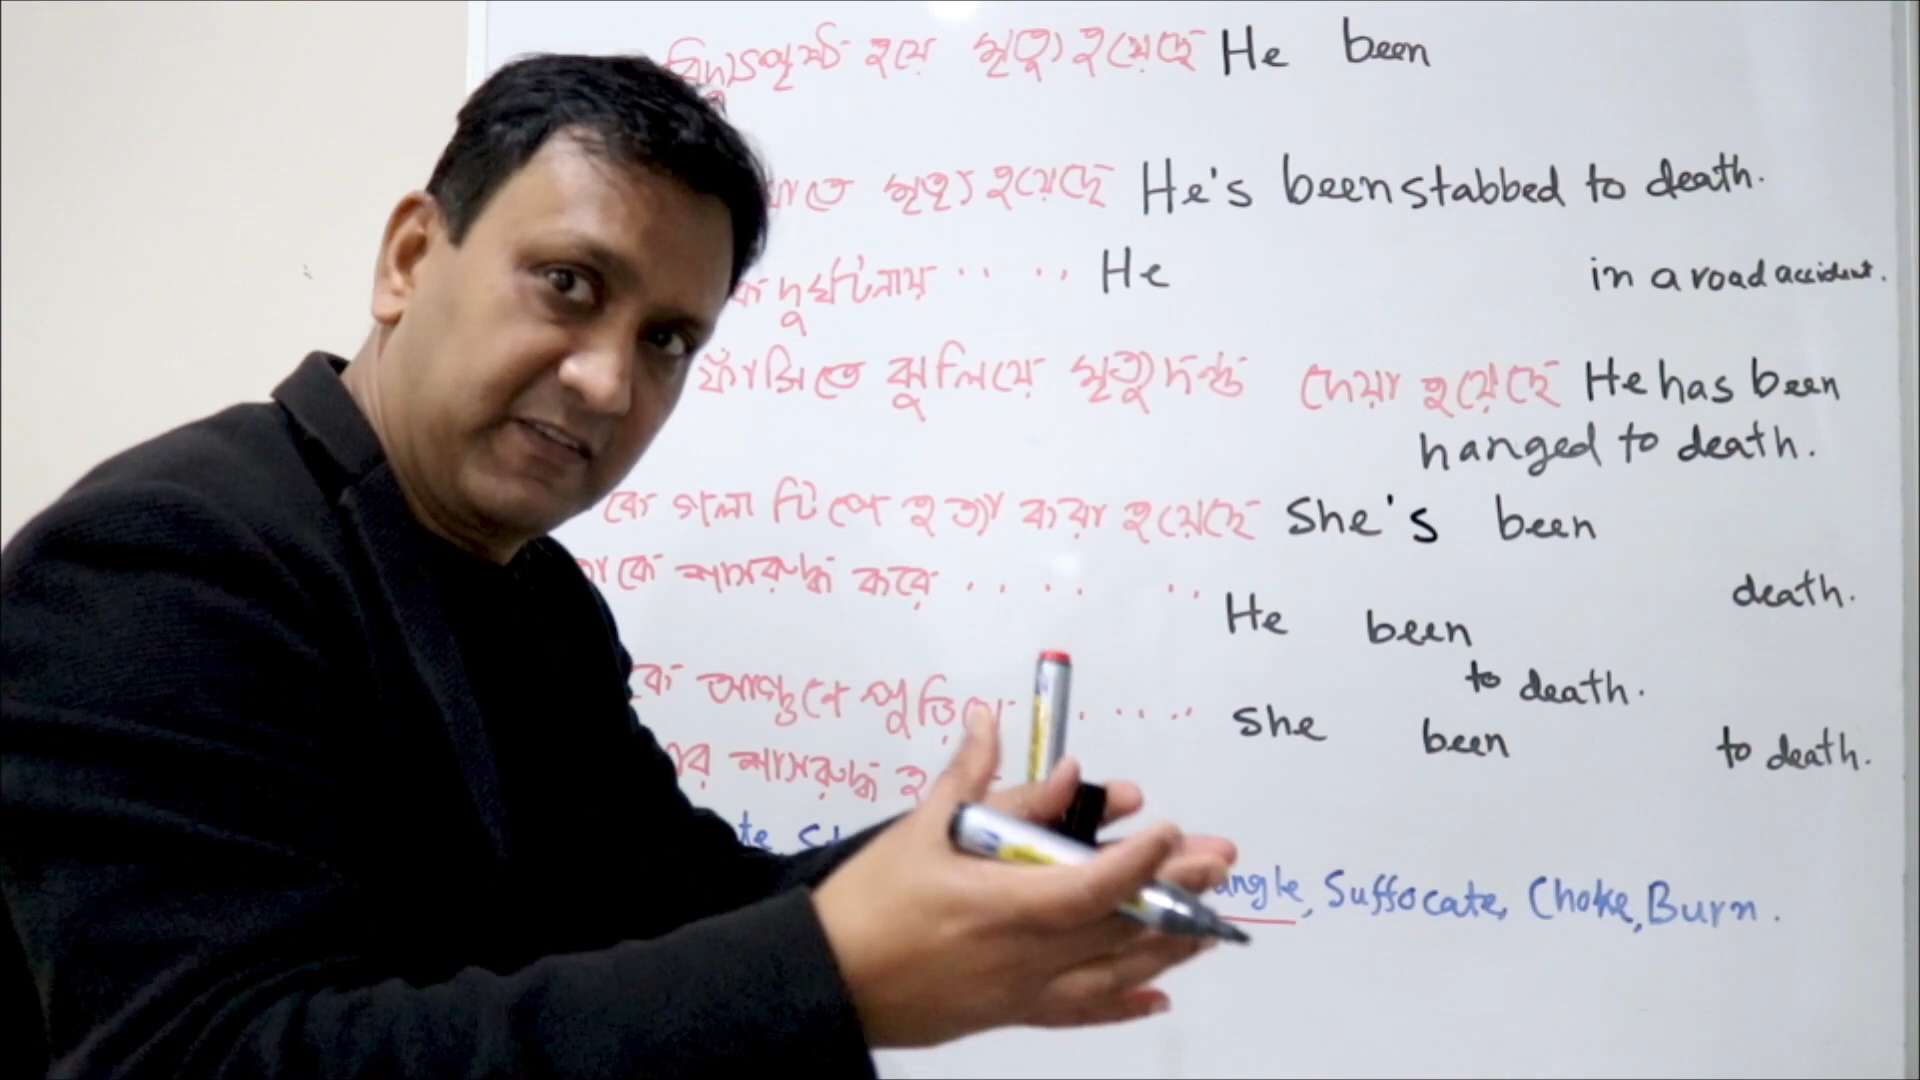 হয়ে মৃত্যু হয়েছে He been
মৃত্যু হয়েছে He's been stabbed to death.
দুর্ঘটনায় .. .. He in a road accident.
ফাঁসিতে ঝুলিয়ে মৃত্যুদন্ড দেয়া হয়েছে He has been
hanged to death.
কে গলা টিপে হত্যা করা হয়েছে She's been
কে শ্বাসরুদ্ধ করে .... .. He been death.
to death.
কে আগুনে পুড়িয়ে ..... She been to death.
শ্বাসরুদ্ধ
angle, Suffocate, Choke, Burn.